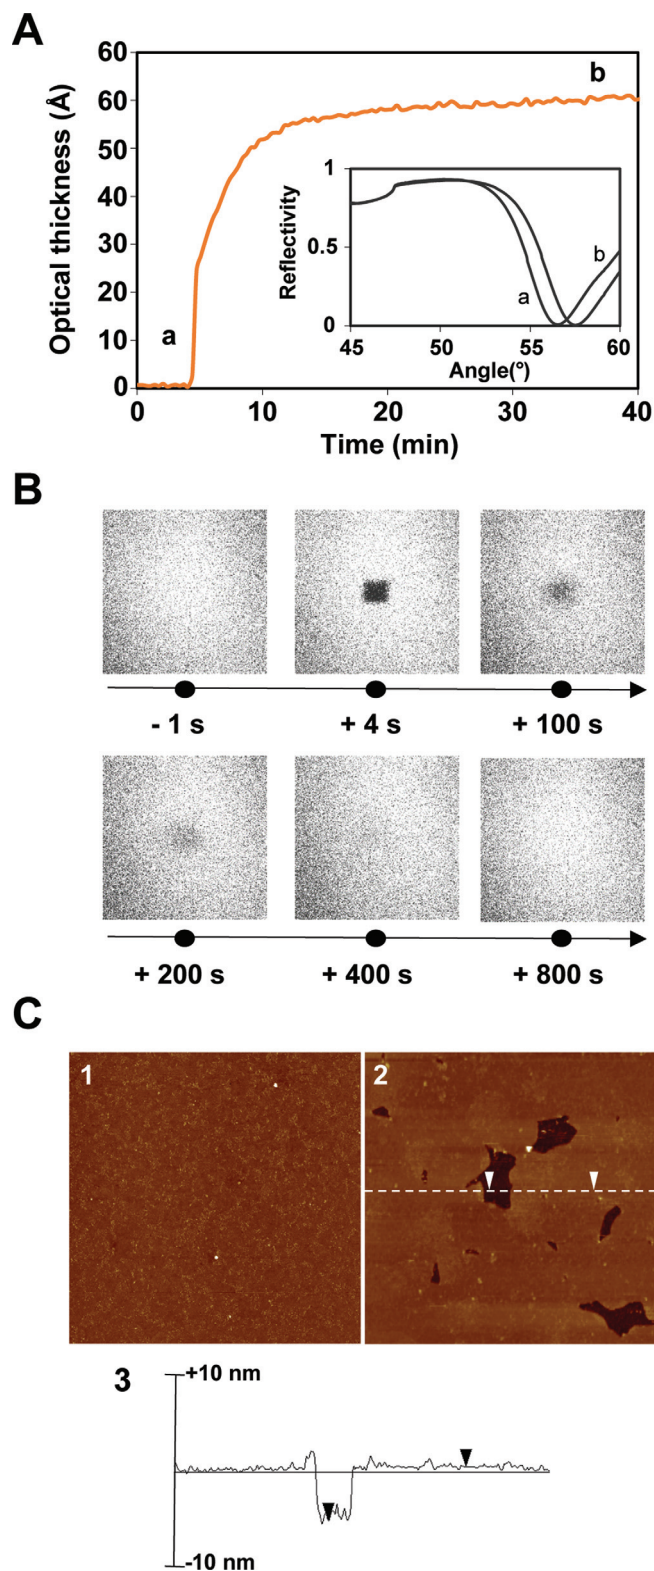 A
60
60
50
40
30
20
10
0
Optical thickness (Å)
a
b
0 10 20 30 40
Time (min)
1
0.5
0
Reflectivity
a
b
45 50 55 60
Angle(°)
B
- 1 s + 4 s + 100 s
+ 200 s + 400 s + 800 s
C
1 2
3
+10 nm
-10 nm